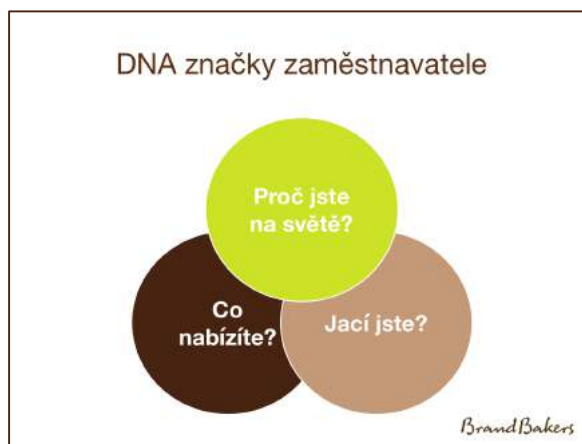 DNA značky zaměstnavatele
Proč jste
na světě?
Co
nabízíte?
Jací jste?
BrandBakers